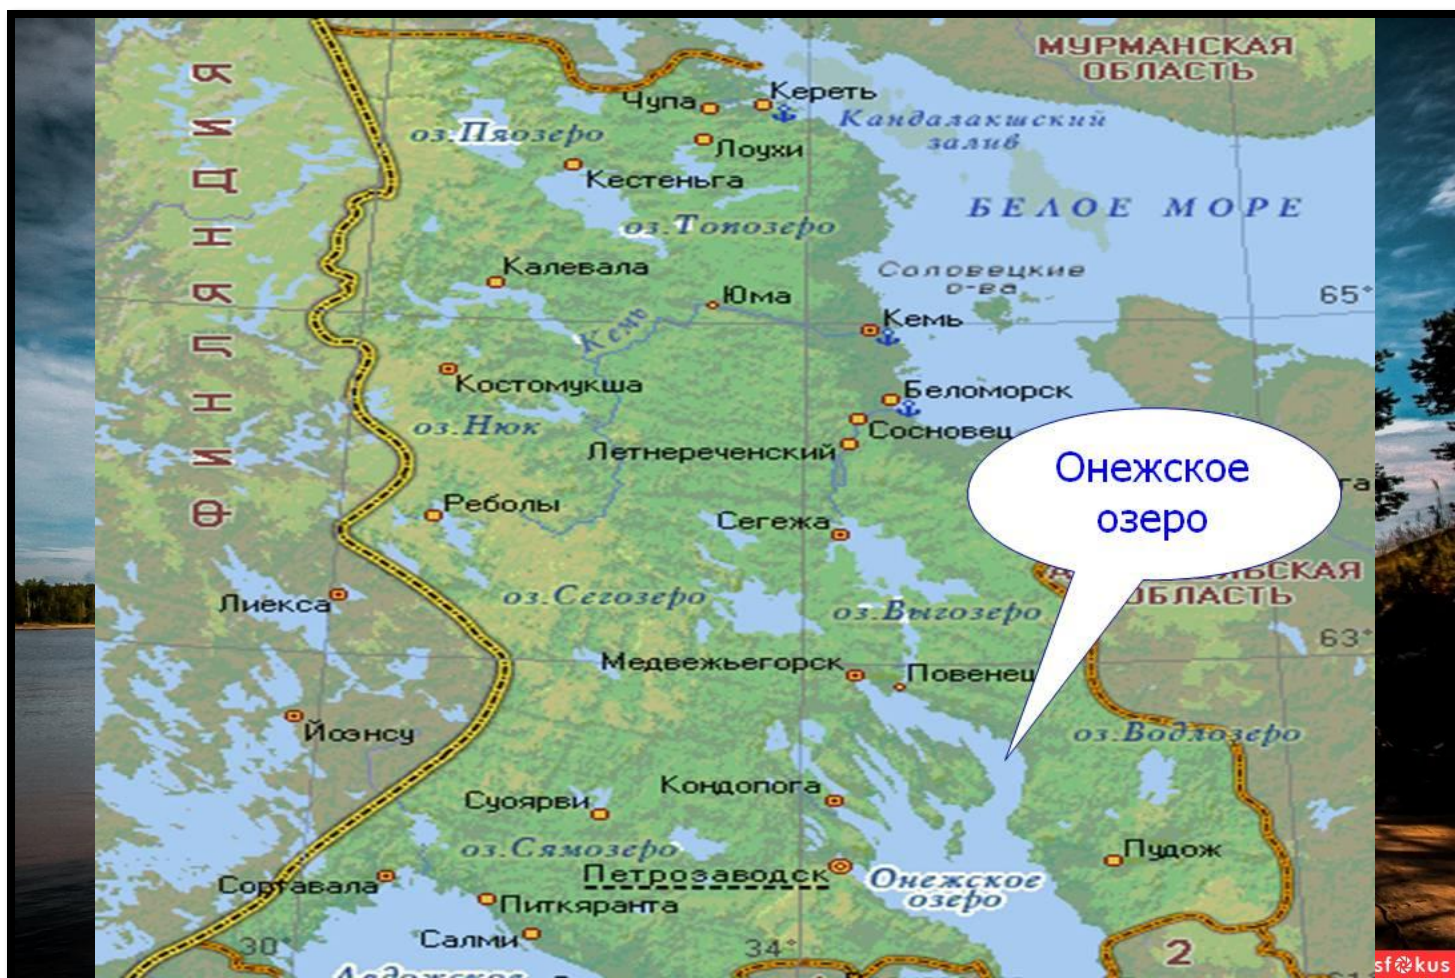 МУРМАНСКАЯ
ОБЛАСТЬ
ФИНЛЯНДИЯ
Чупа
Кереть
Кандалакшский
залив
оз.Пяозеро
Лоухи
Кестеньга
БЕЛОЕ МОРЕ
оз.Топозеро
Калевала
Соловецкие
о-ва
Юма
65°
Кемь
Кемь
Костомукша
Беломорск
оз.Нюк
Сосновец
Летнереченский
Онежское
озеро
Реболы
Сегежа
ОБЛАСТЬ
Лиекса
оз.Сегозеро
оз.Выгозеро
63°
Медвежьегорск
Повенец
Йоэнсу
оз.Водлозеро
Суоярви
Кондопога
оз.Сямозеро
Пудож
Петрозаводск
Сортавала
Онежское
озеро
Питкяранта
Салми
30°
34°
2
sfokus